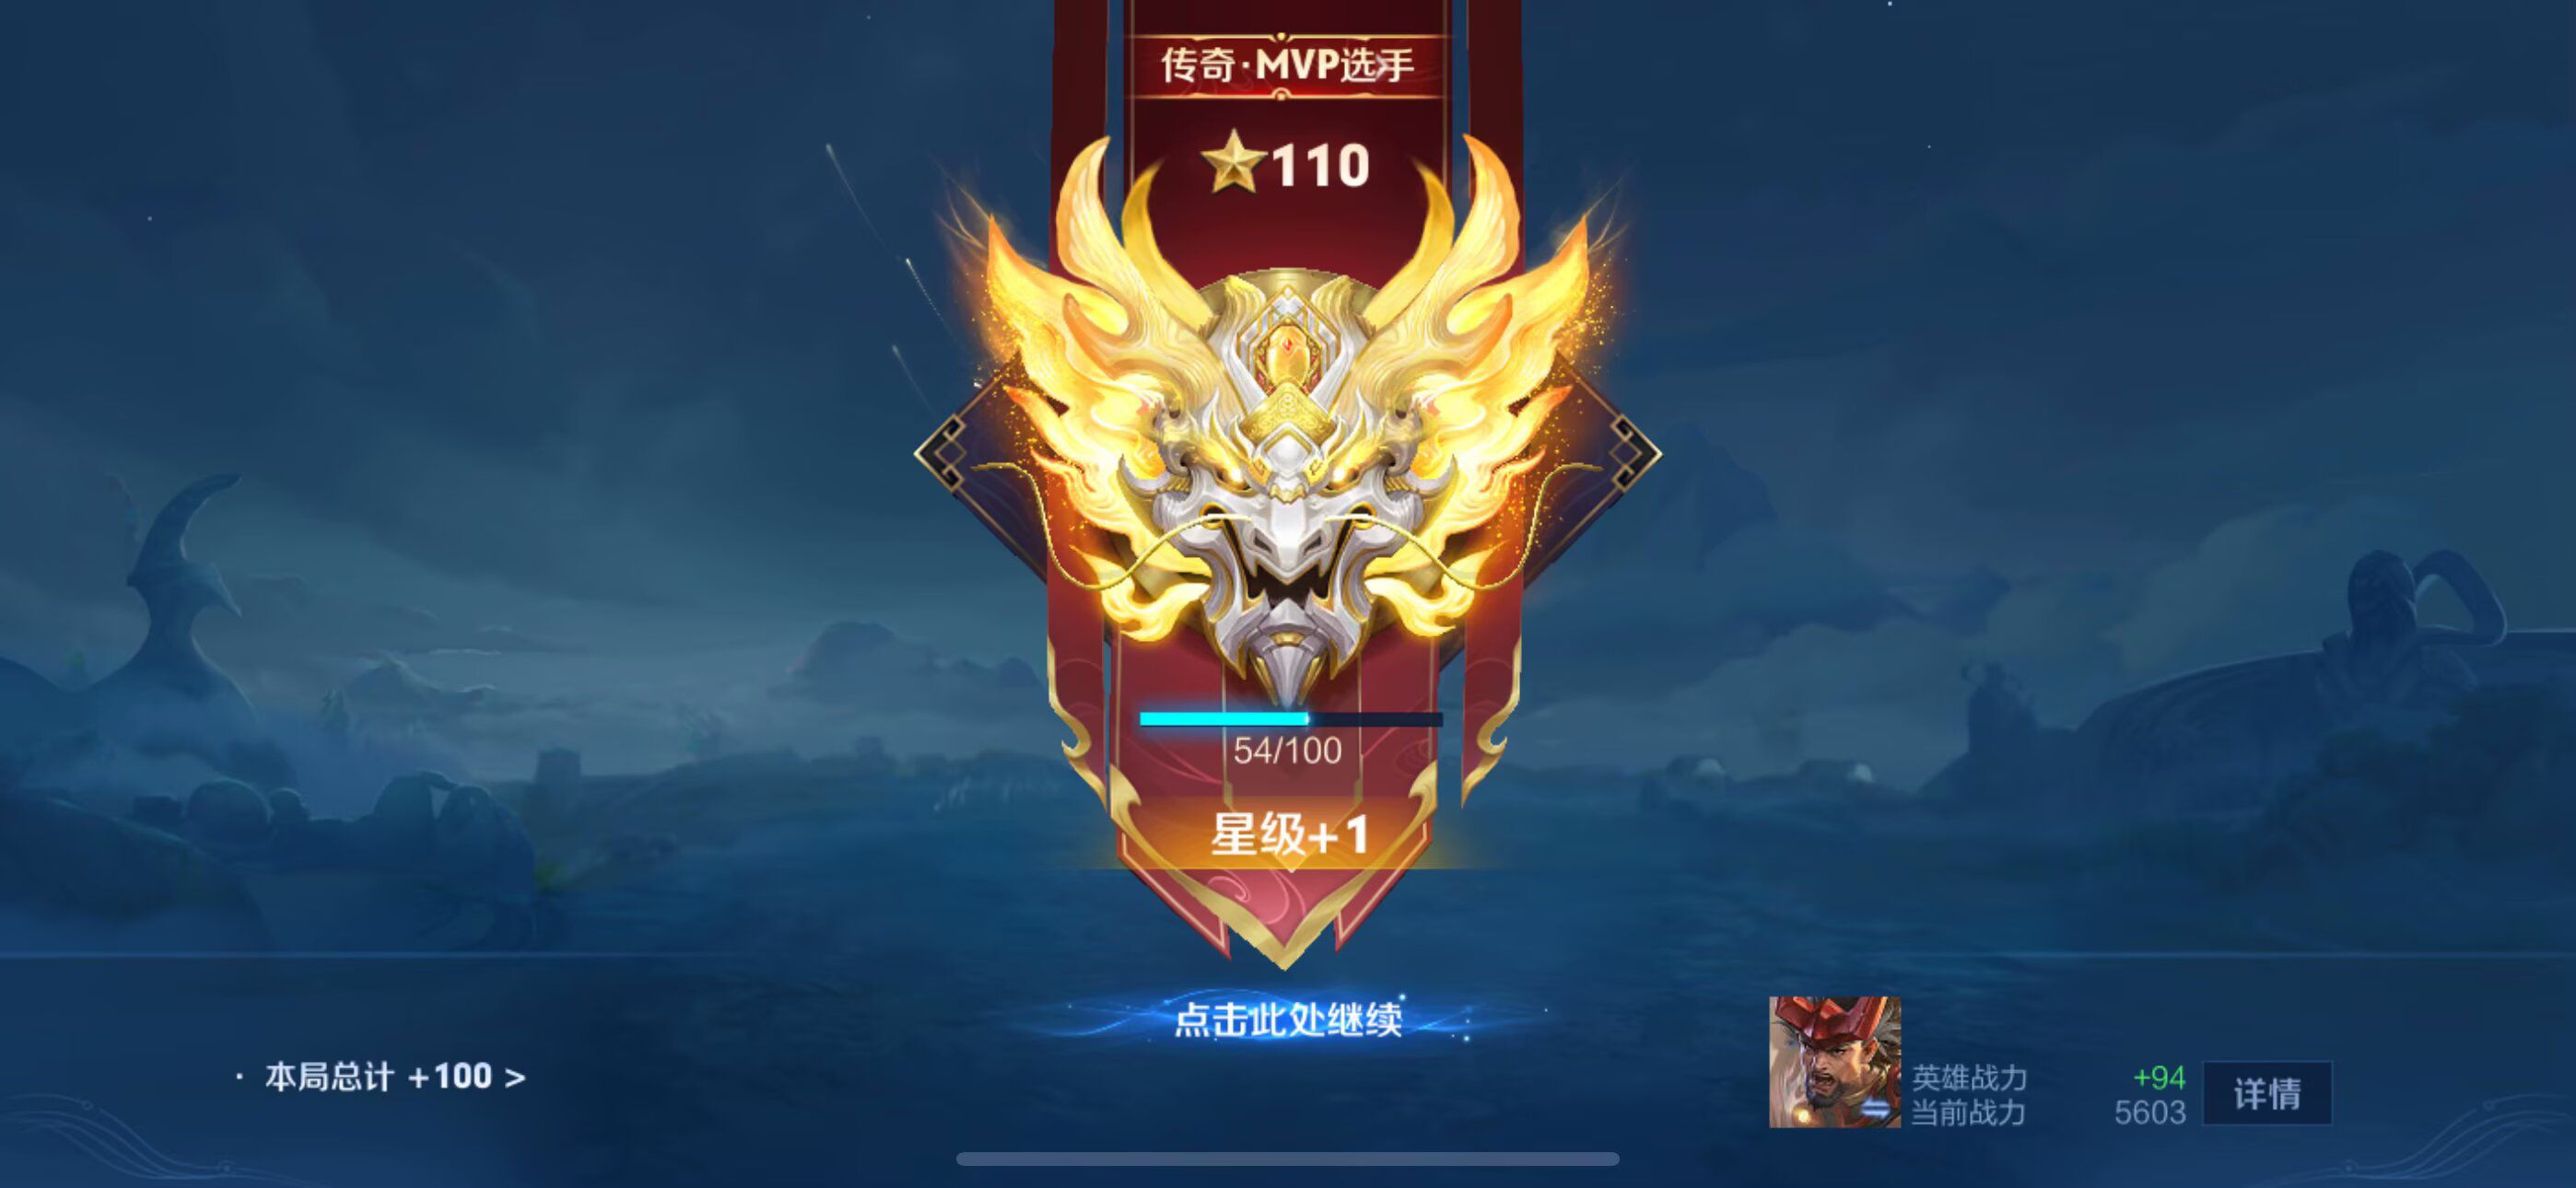 传奇·MVP选手
110
54/100
星级+1
点击此处继续
· 本局总计 +100 >
英雄战力 +94
当前战力 5603
详情